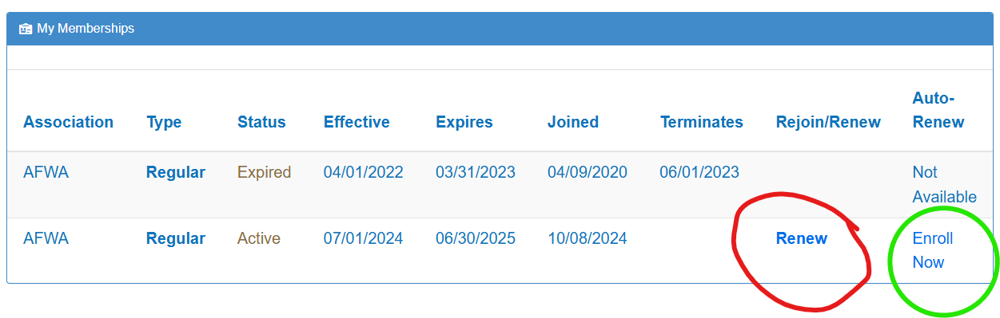 My Memberships
Association Type Status Effective Expires Joined Terminates Rejoin/Renew Auto-
Renew
AFWA Regular Expired 04/01/2022 03/31/2023 04/09/2020 06/01/2023 Not
Available
AFWA Regular Active 07/01/2024 06/30/2025 10/08/2024 Renew Enroll
Now